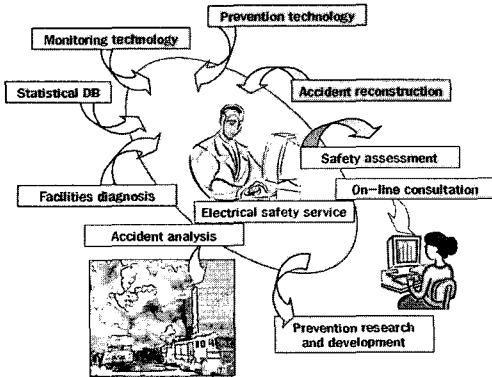 Prevention technology
Monitoring technology
Statistical DB
Accident reconstruction
Safety assessment
On-line consultation
Facilities diagnosis
Electrical safety service
Accident analysis
Prevention research
and development